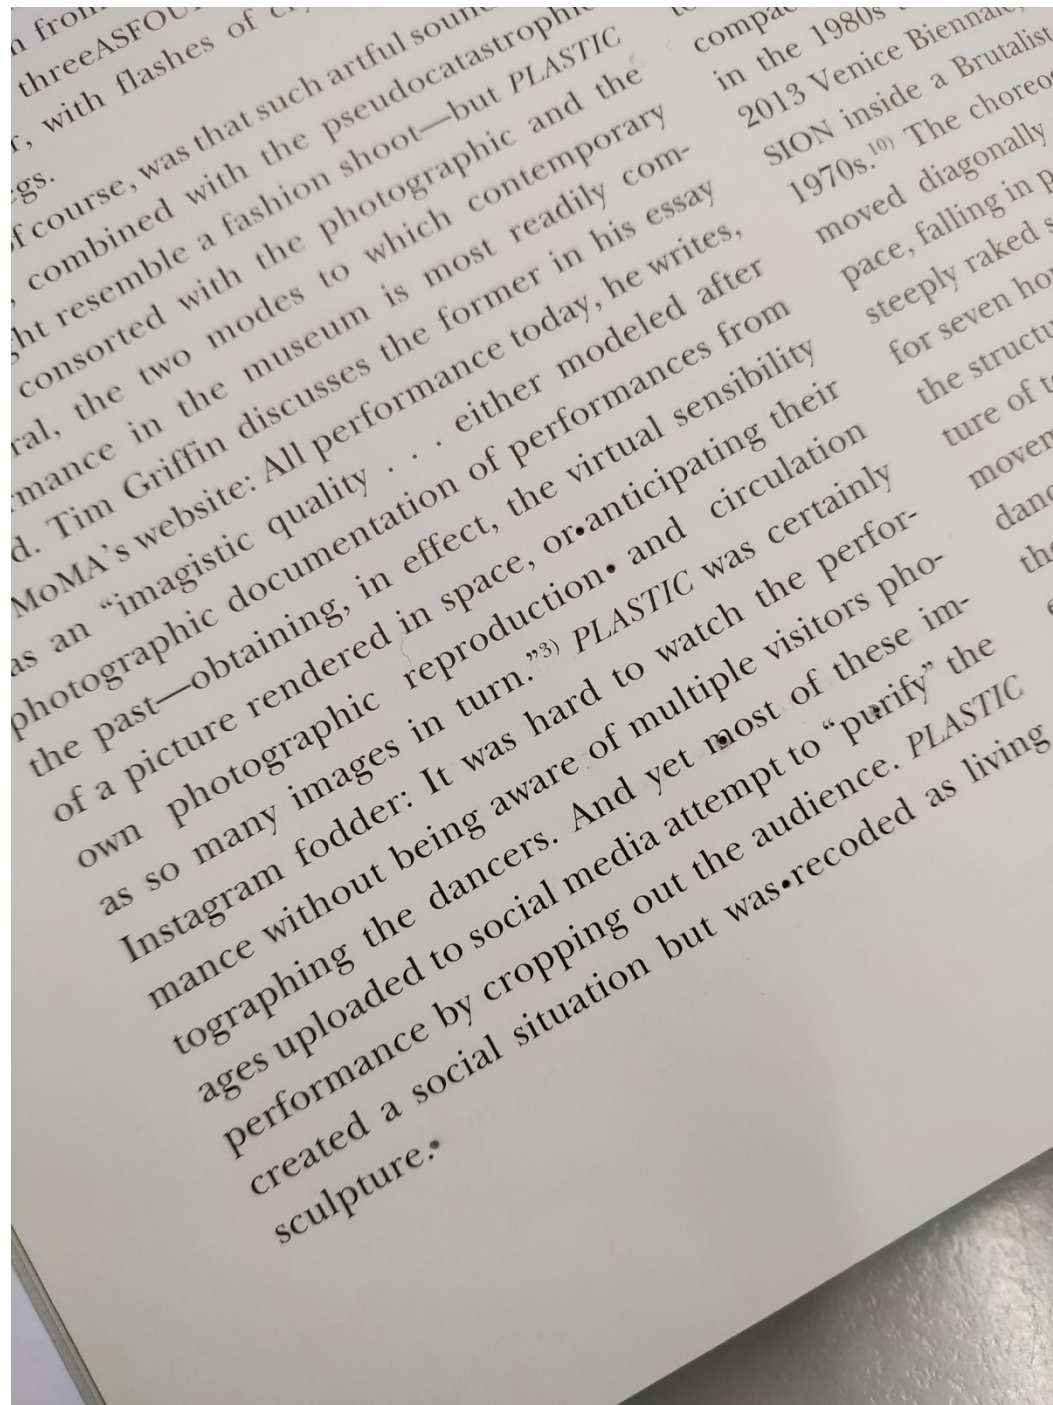 threeASFOUR
with flashes of
of course, was that such artful sound
combined with the pseudocatastrophic
resemble a fashion shoot—but PLASTIC
consorted with the photographic and the
the two modes to which contemporary
in the museum is most readily com-
Tim Griffin discusses the former in his essay
MoMA's website: All performance today, he writes,
as an “imagistic quality . . . either modeled after
photographic documentation of performances from
the past—obtaining, in effect, the virtual sensibility
of a picture rendered in space, or•anticipating their
own photographic reproduction• and circulation
as so many images in turn.”3) PLASTIC was certainly
Instagram fodder: It was hard to watch the perfor-
mance without being aware of multiple visitors pho-
tographing the dancers. And yet most of these im-
ages uploaded to social media attempt to “purify” the
performance by cropping out the audience. PLASTIC
created a social situation but was•recoded as living
sculpture.•
in the 1980s
2013 Venice Biennale,
SION inside a Brutalist
1970s.10) The
moved diagonally
pace, falling in
steeply raked
for seven
the
ture of